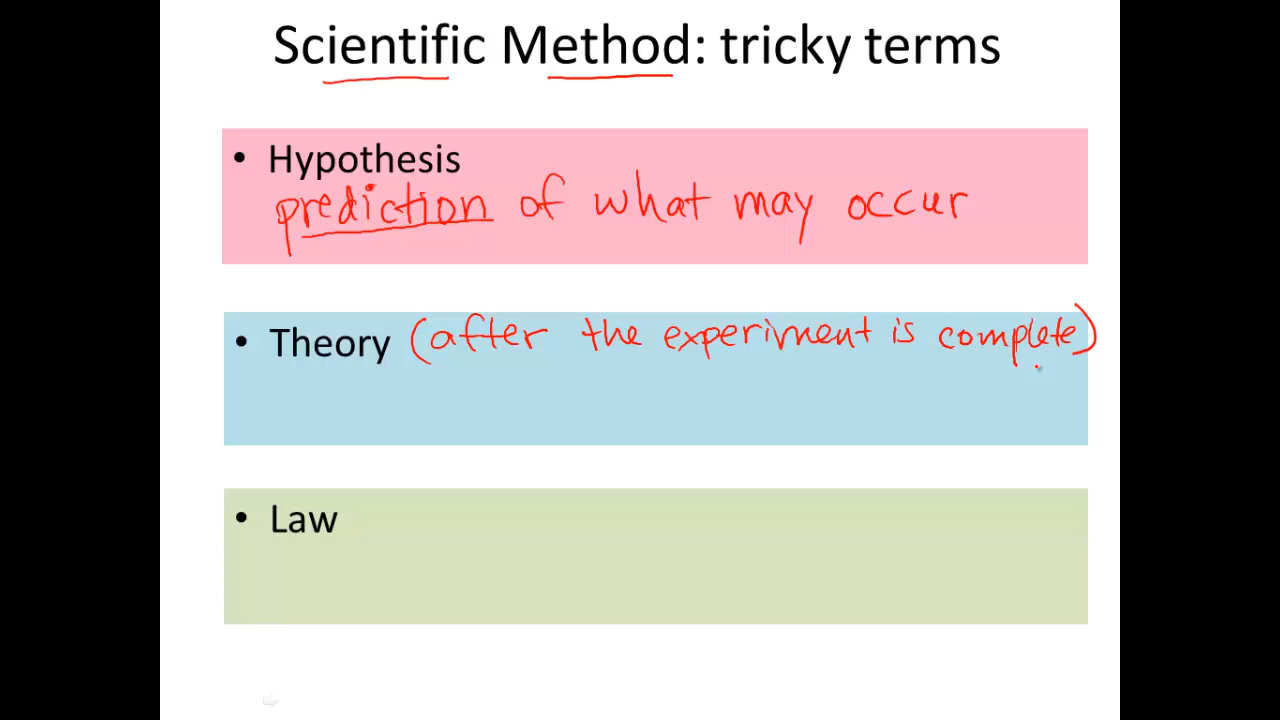 Scientific Method: tricky terms
• Hypothesis
prediction of what may occur
• Theory (after the experiment is complete)
• Law